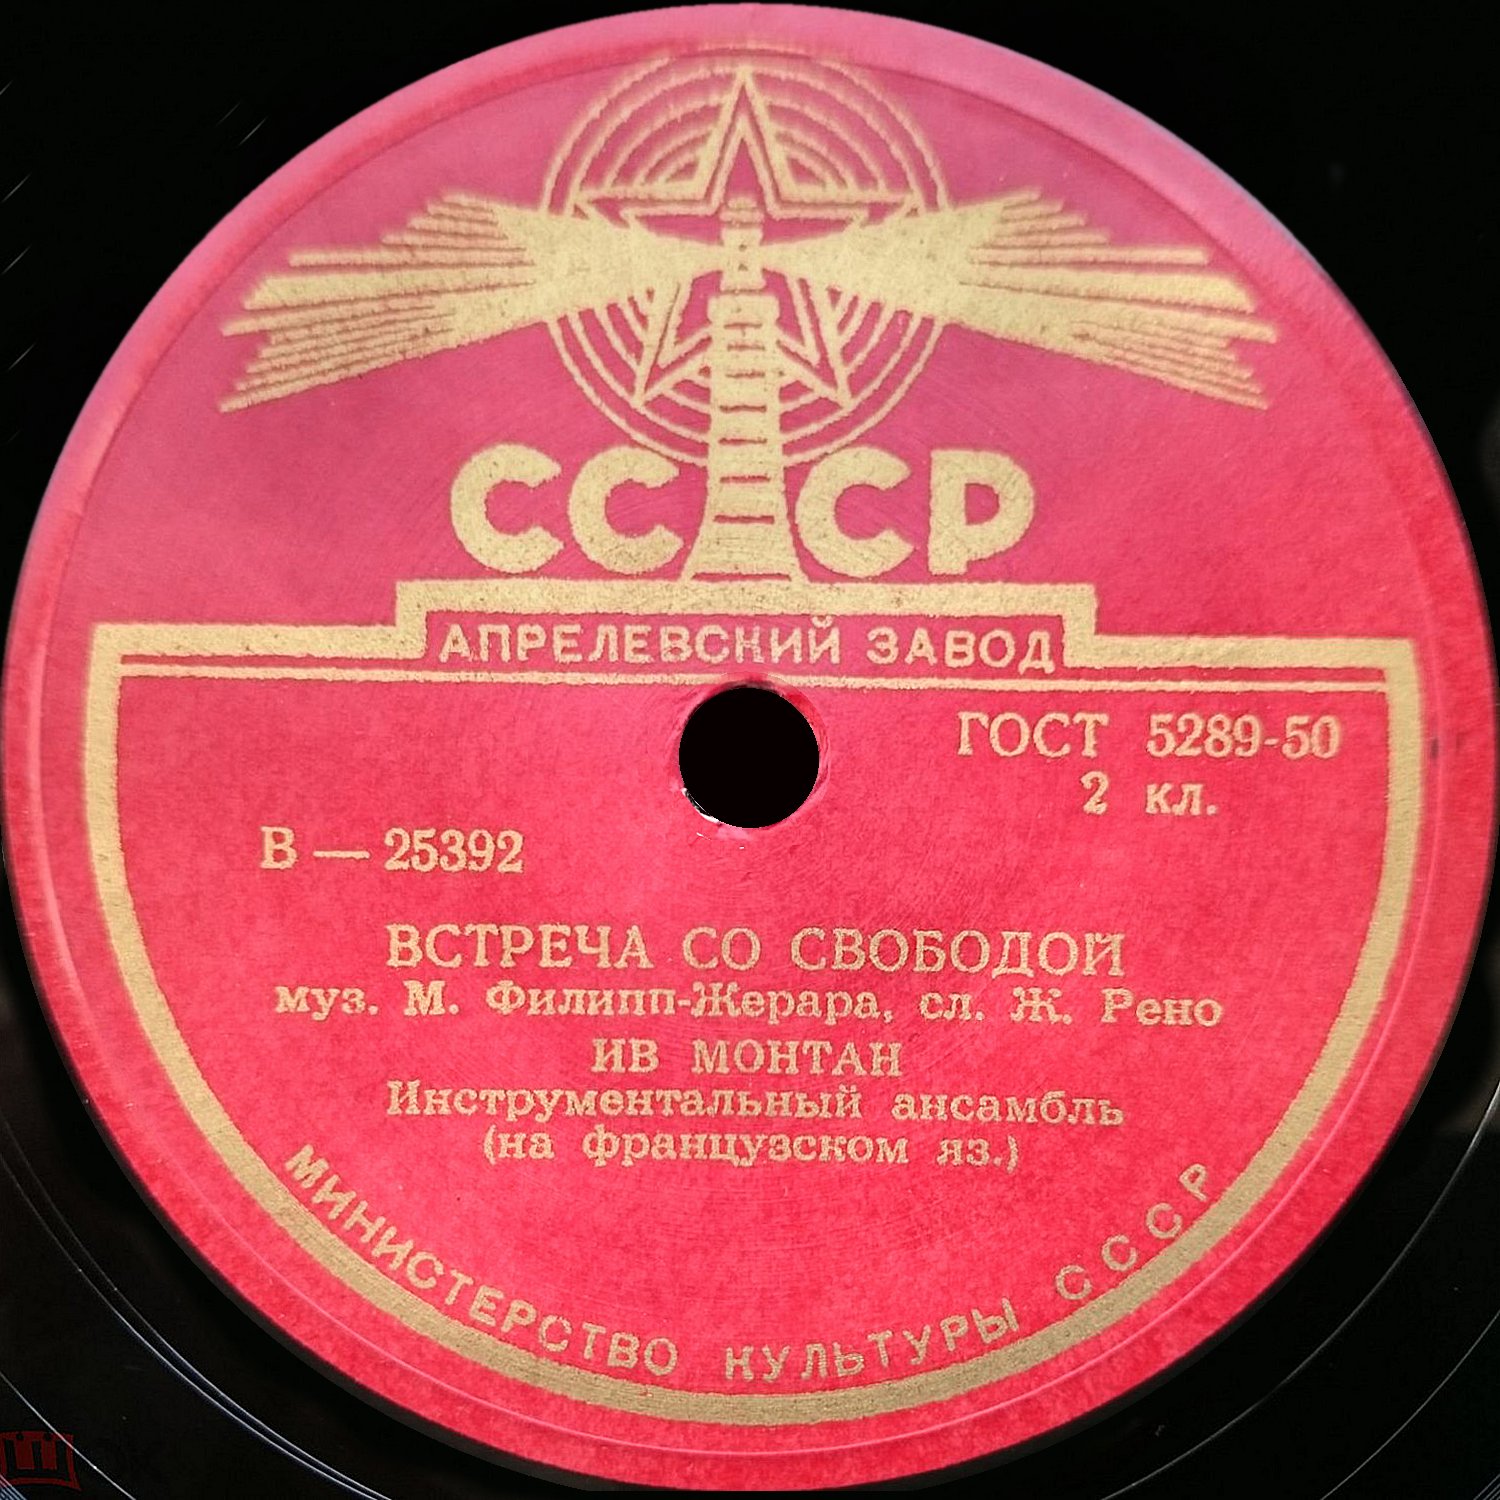 СССР
АПРЕЛЕВСКИЙ ЗАВОД
ГОСТ 5289-50
2 кл.
В — 25392
ВСТРЕЧА СО СВОБОДОЙ
муз. М. Филипп-Жерара, сл. Ж. Рено
ИВ МОНТАН
Инструментальный ансамбль
(на французском яз.)
МИНИСТЕРСТВО КУЛЬТУРЫ СССР